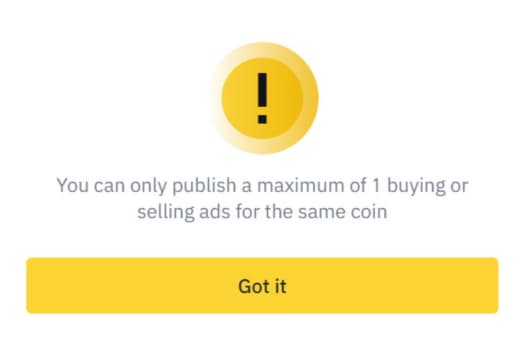 You can only publish a maximum of 1 buying or
selling ads for the same coin
Got it